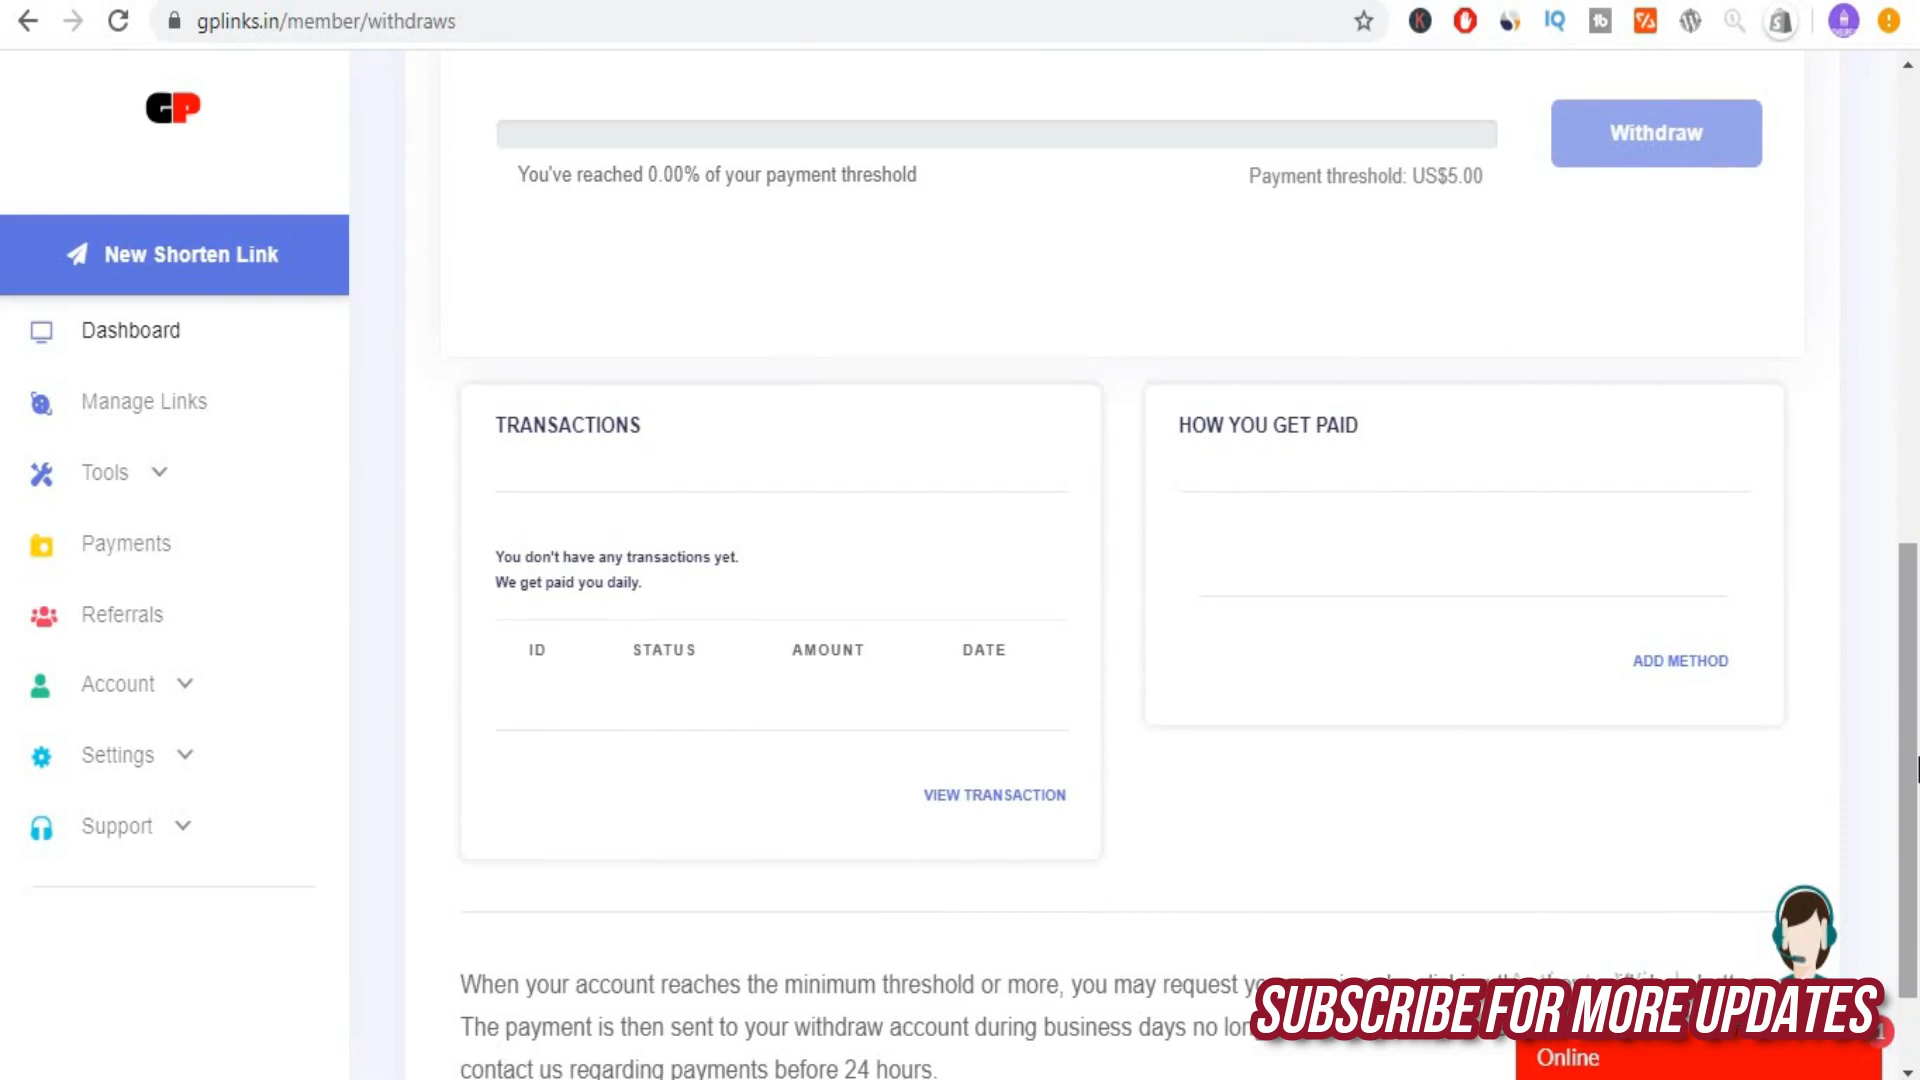 gplinks.in/member/withdraws
GP
Withdraw
You've reached 0.00% of your payment threshold
Payment threshold: US$5.00
New Shorten Link
Dashboard
Manage Links
Tools
Payments
Referrals
Account
Settings
Support
TRANSACTIONS
You don't have any transactions yet.
We get paid you daily.
ID STATUS AMOUNT DATE
VIEW TRANSACTION
HOW YOU GET PAID
ADD METHOD
When your account reaches the minimum threshold or more, you may request
The payment is then sent to your withdraw account during business days no
contact us regarding payments before 24 hours.
SUBSCRIBE FOR MORE UPDATES
1
Online